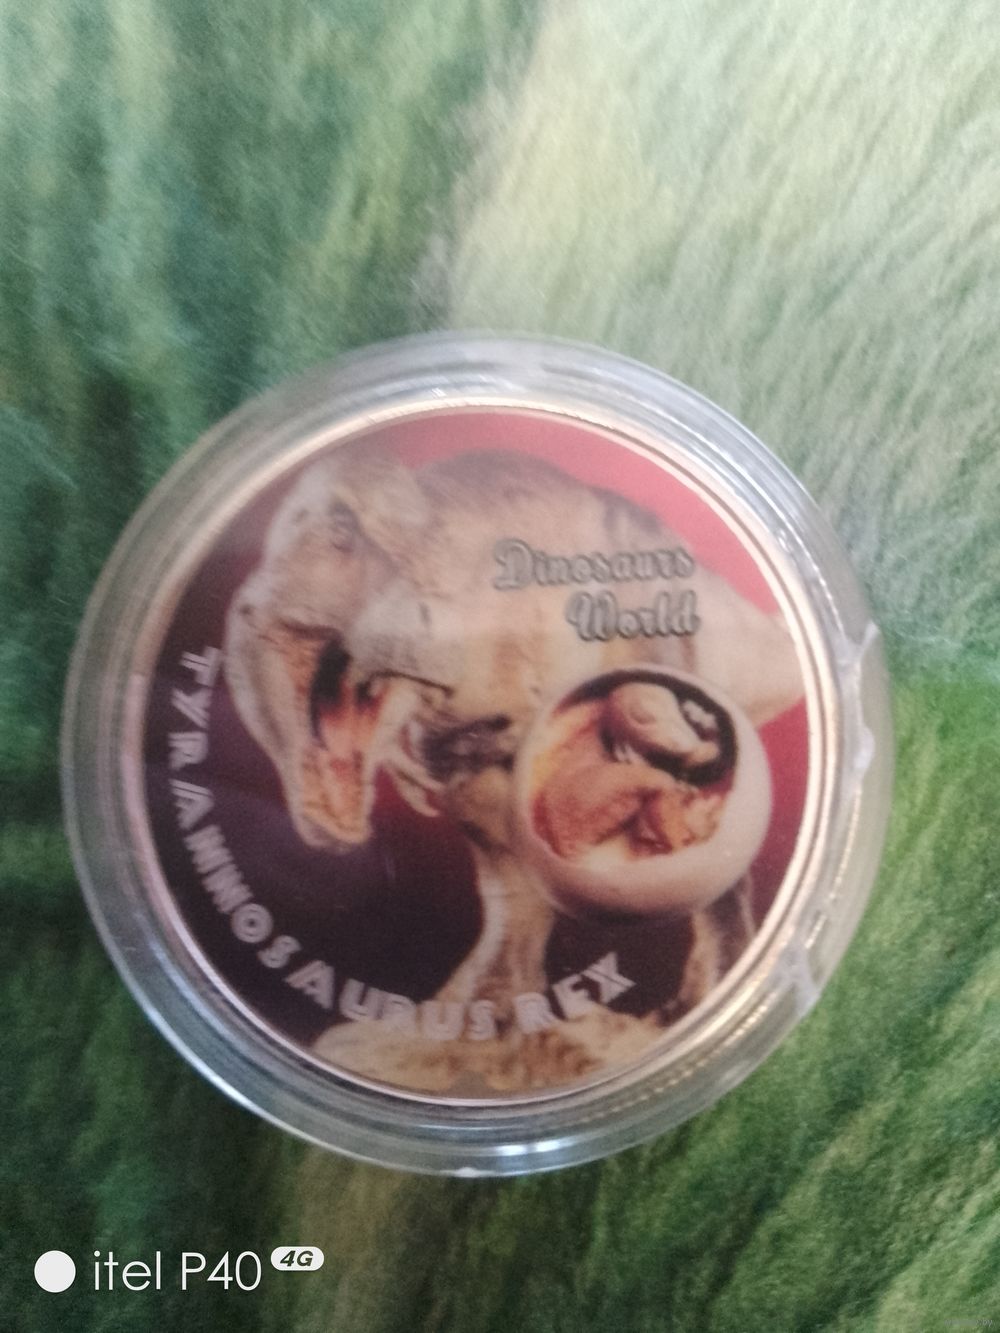 Dinosaurs
World
TYRANNOSAURUS REX
itel P40 4G